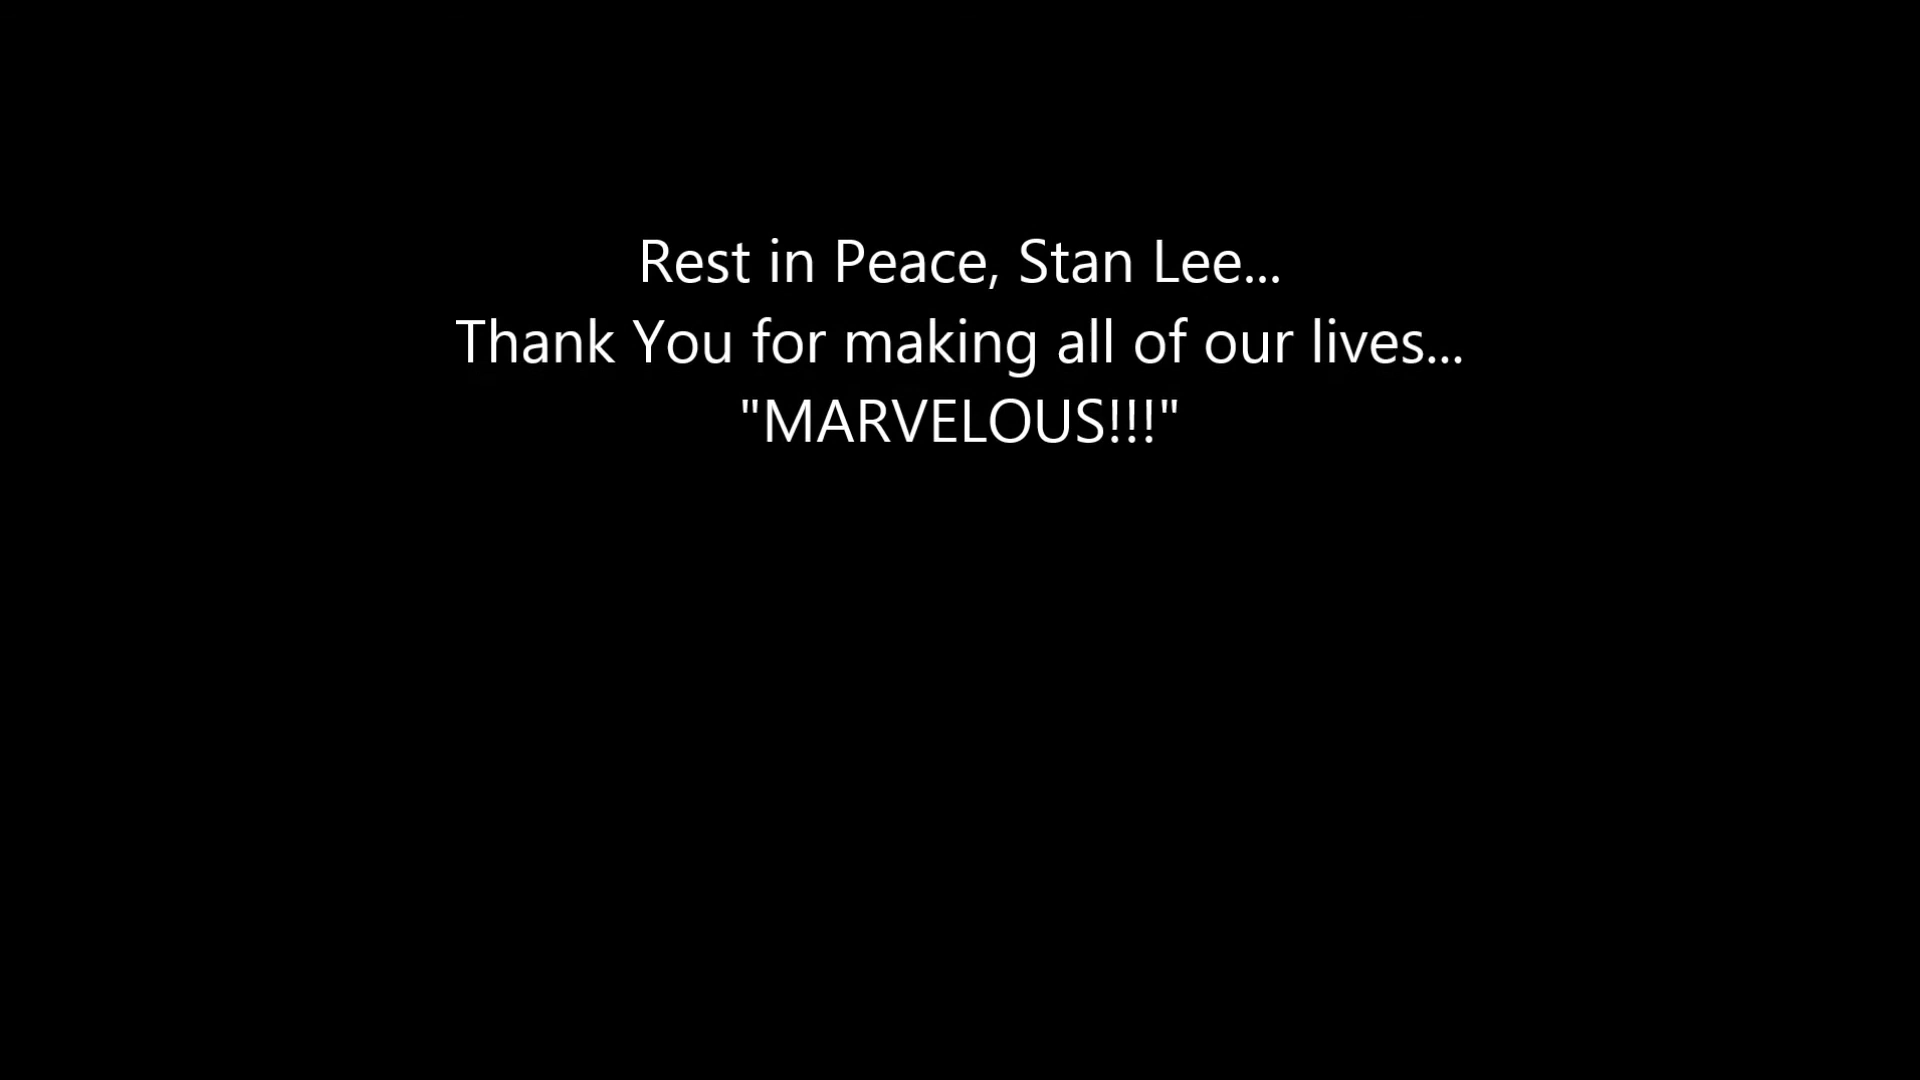 Rest in Peace, Stan Lee...
Thank You for making all of our lives...
"MARVELOUS!!!"